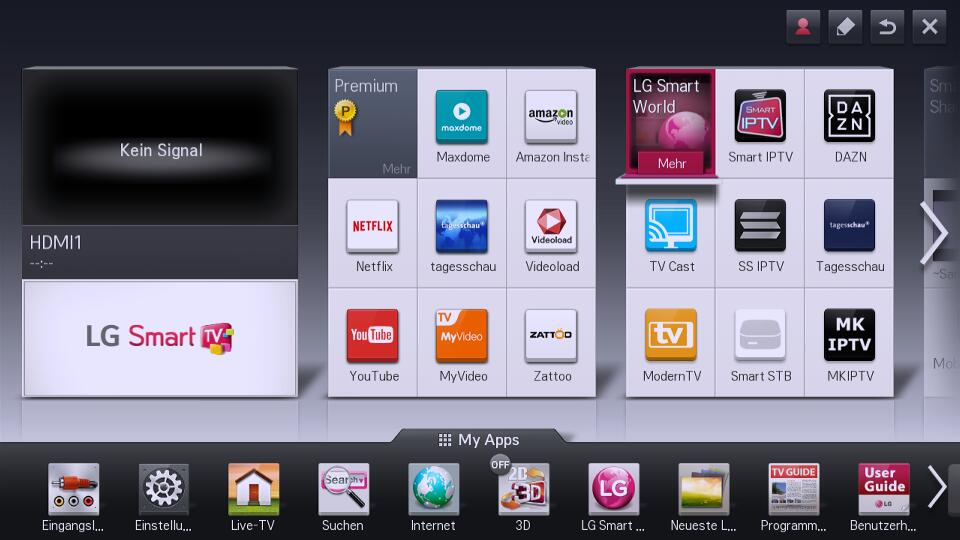 Kein Signal
HDMI1
--:--
LG Smart TV
Premium
P
Mehr
maxdome
Maxdome
amazon
video
Amazon Insta
NETFLIX
Netflix
tagesschau
tagesschau
Videoload
Videoload
YouTube
YouTube
TV
MyVideo
MyVideo
ZATTOO
Zattoo
LG Smart
World
Mehr
SMART
IPTV
Smart IPTV
DA
ZN
DAZN
TV Cast
SS IPTV
tagesschau
Tagesschau
tv
ModernTV
Smart STB
MK
IPTV
MKIPTV
Sm
Sha
~Sa
Mob
My Apps
Eingangsl...
Einstellu...
Live-TV
Search
Suchen
Internet
OFF
2D
3D
3D
LG
LG Smart ...
Neueste L...
TV GUIDE
Programm...
User
Guide
LG
Benutzerh...